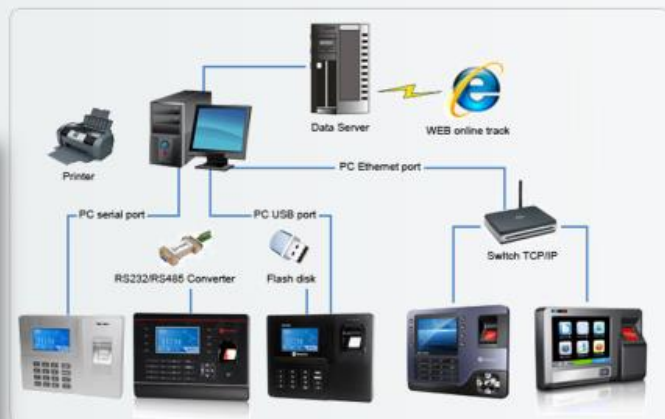 Data Server
WEB online track
Printer
PC Ethernet port
PC serial port
PC USB port
RS232/RS485 Converter
Flash disk
Switch TCP/IP